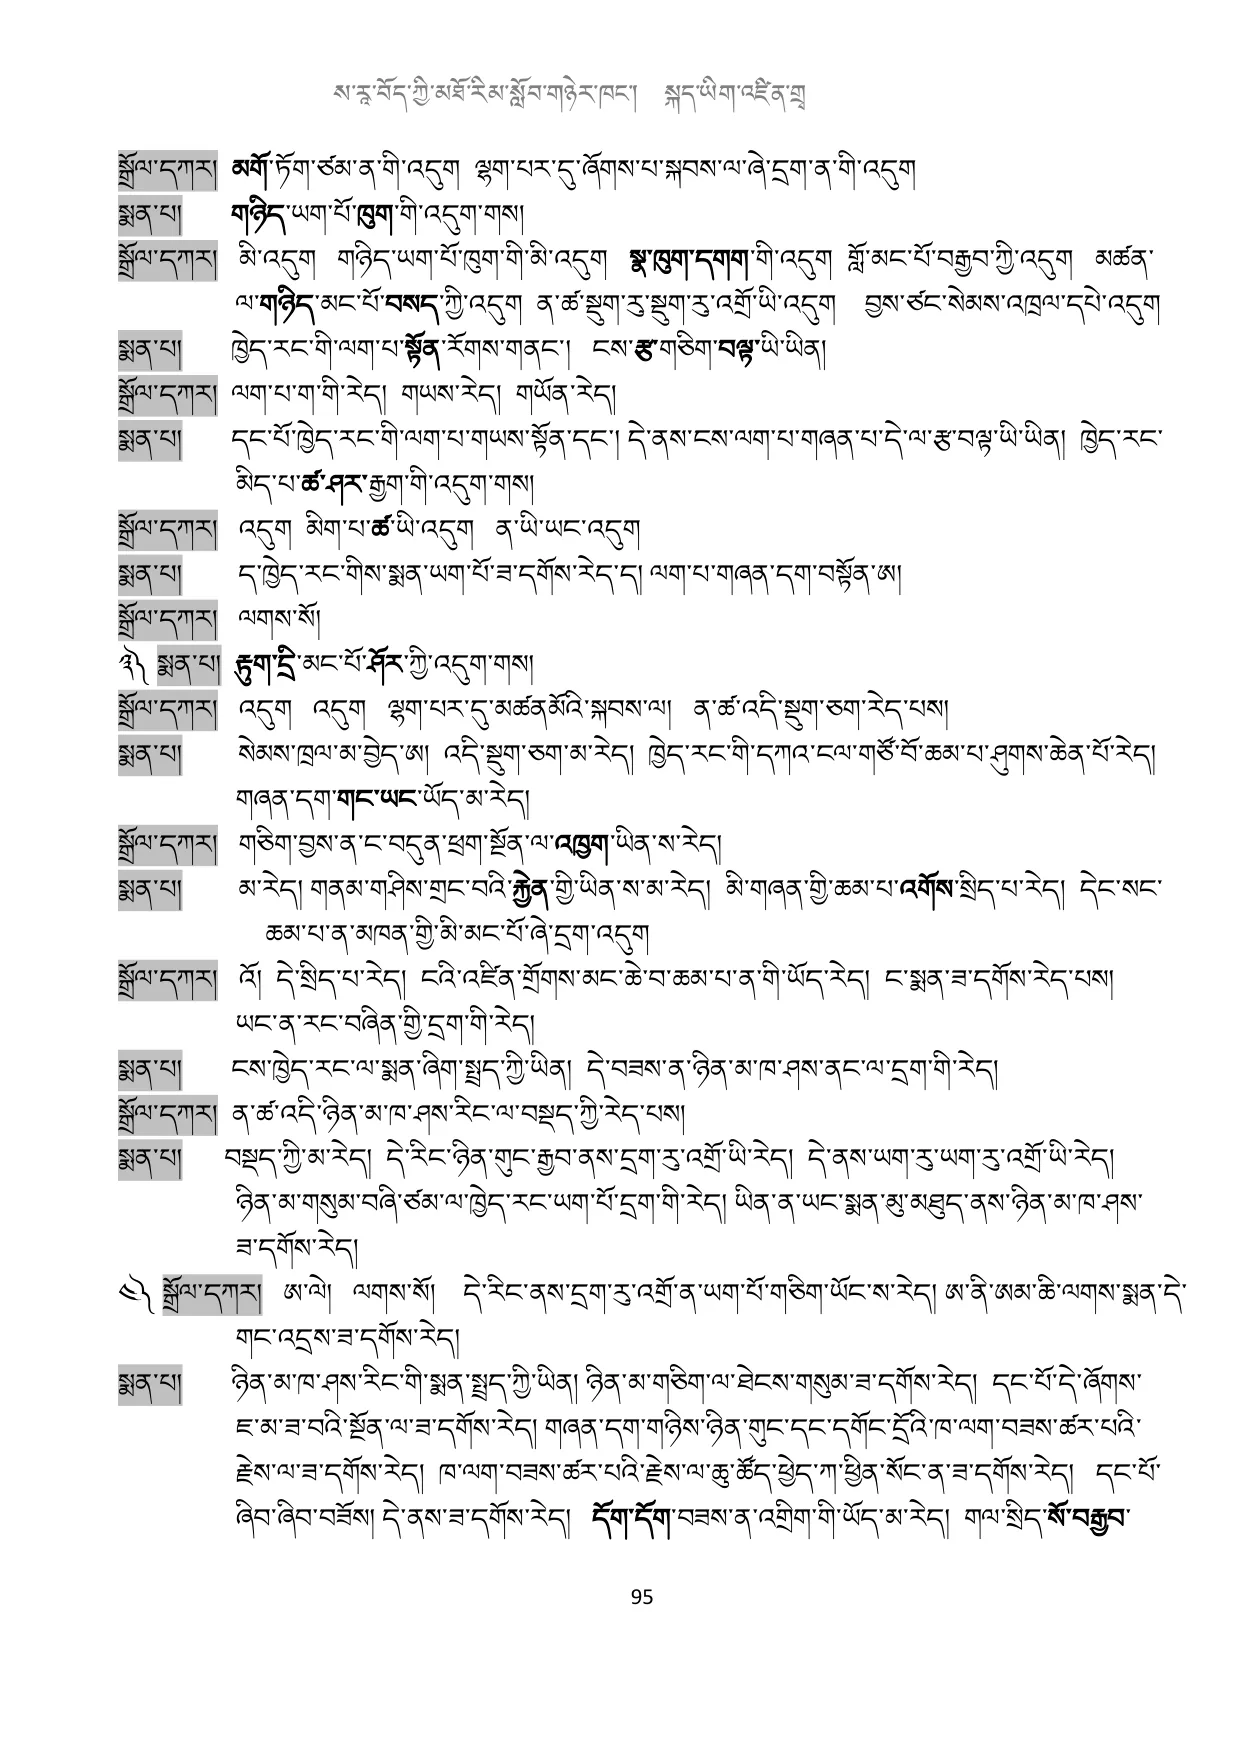 ས་རཱ་བོད་ཀྱི་མཐོ་རིམ་སློབ་གཉེར་ཁང་། སྐད་ཡིག་འཛིན་གྲྭ
སྒྲོལ་དཀར། མགོ་ཏོག་ཙམ་ན་གི་འདུག ལྷག་པར་དུ་ཞོགས་པ་སྐབས་ལ་ཞེ་དྲག་ན་གི་འདུག
སྨན་པ། གཉིད་ཡག་པོ་ཁུག་གི་འདུག་གས།
སྒྲོལ་དཀར། མི་འདུག གཉིད་ཡག་པོ་ཁུག་གི་མི་འདུག སྣ་ཁུག་དགག་གི་འདུག གློ་མང་པོ་བརྒྱབ་ཀྱི་འདུག མཚན་
ལ་གཉིད་མང་པོ་བསད་ཀྱི་འདུག ན་ཚ་སྡུག་རུ་སྡུག་རུ་འགྲོ་ཡི་འདུག བྱས་ཙང་སེམས་འཁྲལ་དཔེ་འདུག
སྨན་པ། ཁྱེད་རང་གི་ལག་པ་སྟོན་རོགས་གནང་། ངས་རྩ་གཅིག་བལྟ་ཡི་ཡིན།
སྒྲོལ་དཀར། ལག་པ་ག་གི་རེད། གཡས་རེད། གཡོན་རེད།
སྨན་པ། དང་པོ་ཁྱེད་རང་གི་ལག་པ་གཡས་སྟོན་དང་། དེ་ནས་ངས་ལག་པ་གཞན་པ་དེ་ལ་རྩ་བལྟ་ཡི་ཡིན། ཁྱེད་རང་
མིད་པ་ཚ་ཤར་རྒྱག་གི་འདུག་གས།
སྒྲོལ་དཀར། འདུག མིག་པ་ཚ་ཡི་འདུག ན་ཡི་ཡང་འདུག
སྨན་པ། ད་ཁྱེད་རང་གིས་སྨན་ཡག་པོ་ཟ་དགོས་རེད་ད། ལག་པ་གཞན་དག་བསྟོན་ཨ།
སྒྲོལ་དཀར། ལགས་སོ།
༣༽ སྨན་པ། རྟུག་དྲི་མང་པོ་ཤོར་ཀྱི་འདུག་གས།
སྒྲོལ་དཀར། འདུག འདུག ལྷག་པར་དུ་མཚནམོའི་སྐབས་ལ། ན་ཚ་འདི་སྡུག་ཅག་རེད་པས།
སྨན་པ། སེམས་ཁྲལ་མ་བྱེད་ཨ། འདི་སྡུག་ཅག་མ་རེད། ཁྱེད་རང་གི་དཀའ་ངལ་གཙོ་བོ་ཆམ་པ་ཤུགས་ཆེན་པོ་རེད།
གཞན་དག་གང་ཡང་ཡོད་མ་རེད།
སྒྲོལ་དཀར། གཅིག་བྱས་ན་ང་བདུན་ཕྲག་སྔོན་ལ་འཁྱག་ཡིན་ས་རེད།
སྨན་པ། མ་རེད། གནམ་གཤིས་གྲང་བའི་རྐྱེན་གྱི་ཡིན་ས་མ་རེད། མི་གཞན་གྱི་ཆམ་པ་འགོས་སྲིད་པ་རེད། དེང་སང་
ཆམ་པ་ན་མཁན་གྱི་མི་མང་པོ་ཞེ་དྲག་འདུག
སྒྲོལ་དཀར། འོ། དེ་སྲིད་པ་རེད། ངའི་འཛིན་གྲོགས་མང་ཆེ་བ་ཆམ་པ་ན་གི་ཡོད་རེད། ང་སྨན་ཟ་དགོས་རེད་པས།
ཡང་ན་རང་བཞིན་གྱི་དྲག་གི་རེད།
སྨན་པ། ངས་ཁྱེད་རང་ལ་སྨན་ཞིག་སྤྲད་ཀྱི་ཡིན། དེ་བཟས་ན་ཉིན་མ་ཁ་ཤས་ནང་ལ་དྲག་གི་རེད།
སྒྲོལ་དཀར། ན་ཚ་འདི་ཉིན་མ་ཁ་ཤས་རིང་ལ་བསྡད་ཀྱི་རེད་པས།
སྨན་པ། བསྡད་ཀྱི་མ་རེད། དེ་རིང་ཉིན་གུང་རྒྱབ་ནས་དྲག་རུ་འགྲོ་ཡི་རེད། དེ་ནས་ཡག་རུ་ཡག་རུ་འགྲོ་ཡི་རེད།
ཉིན་མ་གསུམ་བཞི་ཙམ་ལ་ཁྱེད་རང་ཡག་པོ་དྲག་གི་རེད། ཡིན་ན་ཡང་སྨན་མུ་མཐུད་ནས་ཉིན་མ་ཁ་ཤས་
ཟ་དགོས་རེད།
༤༽ སྒྲོལ་དཀར། ཨ་ལེ། ལགས་སོ། དེ་རིང་ནས་དྲག་རུ་འགྲོ་ན་ཡག་པོ་གཅིག་ཡོང་ས་རེད། ཨ་ནི་ཨམ་ཆི་ལགས་སྨན་དེ་
གང་འདྲས་ཟ་དགོས་རེད།
སྨན་པ། ཉིན་མ་ཁ་ཤས་རིང་གི་སྨན་སྤྲད་ཀྱི་ཡིན། ཉིན་མ་གཅིག་ལ་ཐེངས་གསུམ་ཟ་དགོས་རེད། དང་པོ་དེ་ཞོགས་
ཇ་མ་ཟ་བའི་སྔོན་ལ་ཟ་དགོས་རེད། གཞན་དག་གཉིས་ཉིན་གུང་དང་དགོང་དྲོའི་ཁ་ལག་བཟས་ཚར་པའི་
རྗེས་ལ་ཟ་དགོས་རེད། ཁ་ལག་བཟས་ཚར་པའི་རྗེས་ལ་ཆུ་ཚོད་ཕྱེད་ཀ་ཕྱིན་སོང་ན་ཟ་དགོས་རེད། དང་པོ་
ཞིབ་ཞིབ་བཟོས། དེ་ནས་ཟ་དགོས་རེད། དོག་དོག་བཟས་ན་འགྲིག་གི་ཡོད་མ་རེད། གལ་སྲིད་སོ་བརྒྱབ་
95